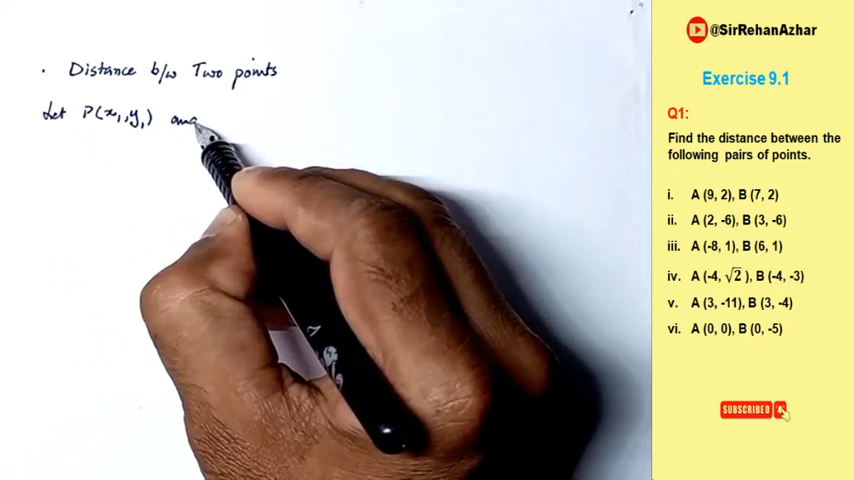 . Distance b/w Two points
Let P(x₁,y₁) and
@SirRehanAzhar
Exercise 9.1
Q1:
Find the distance between the
following pairs of points.
i. A (9, 2), B (7, 2)
ii. A (2, -6), B (3, -6)
iii. A (-8, 1), B (6, 1)
iv. A (-4, √2 ), B (-4, -3)
v. A (3, -11), B (3, -4)
vi. A (0, 0), B (0, -5)
SUBSCRIBED